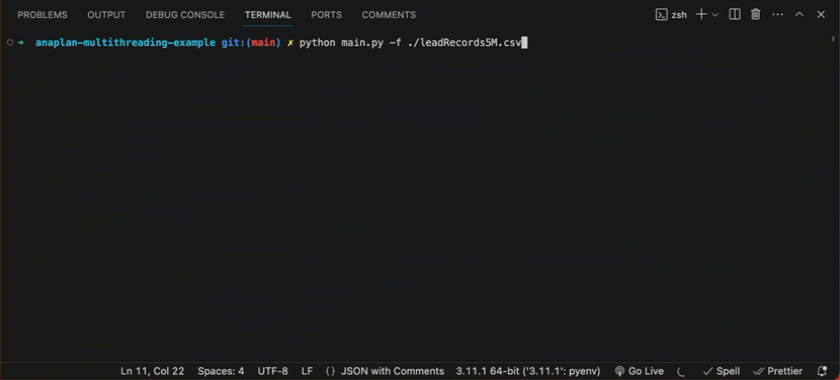 PROBLEMS OUTPUT DEBUG CONSOLE TERMINAL PORTS COMMENTS zsh
➜ anaplan-multithreading-example git:(main) ✗ python main.py -f ./leadRecords5M.csv
Ln 11, Col 22 Spaces: 4 UTF-8 LF {} JSON with Comments 3.11.1 64-bit ('3.11.1': pyenv) Go Live Spell Prettier